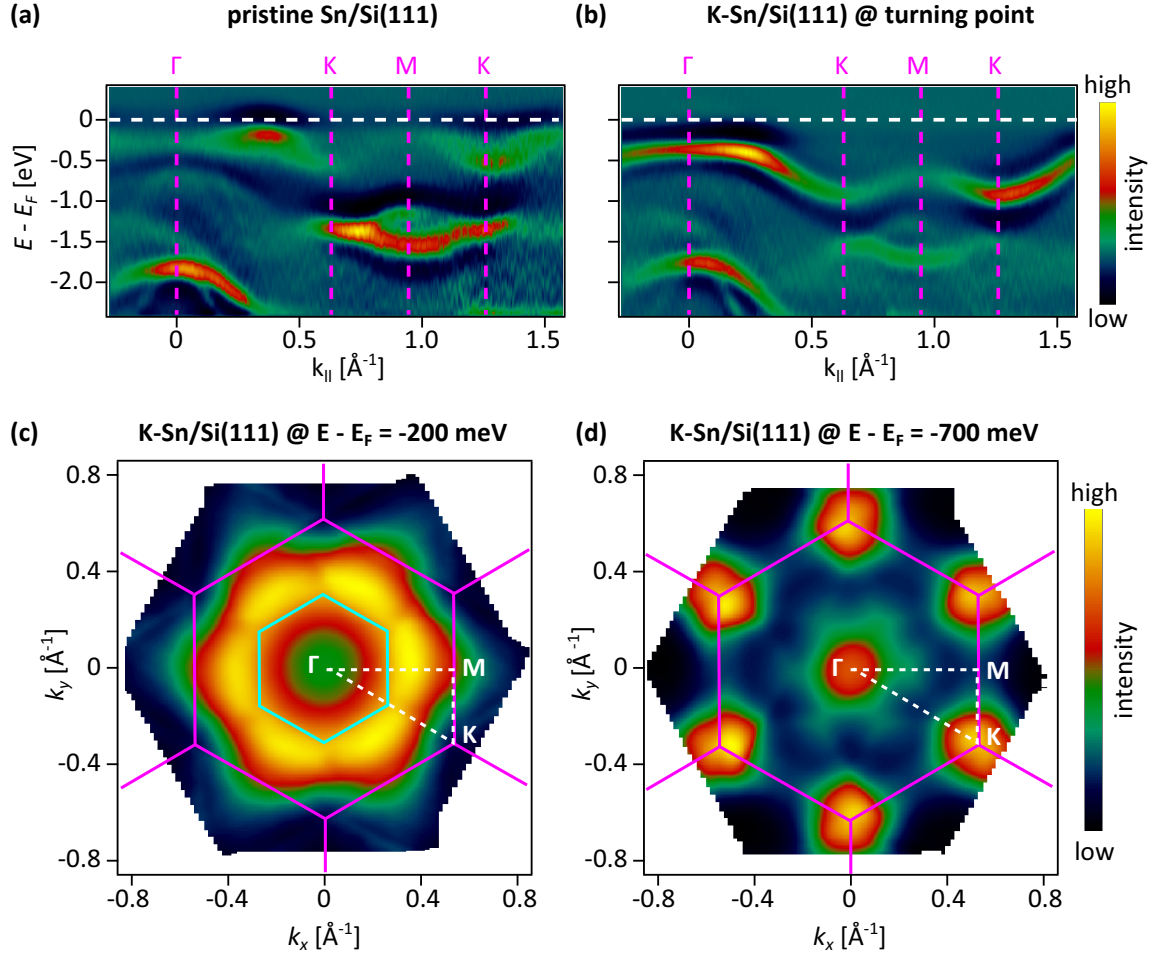 (a) pristine Sn/Si(111)
(b) K-Sn/Si(111) @ turning point
Γ K M K
Γ K M K
E - E_F [eV]
0
-0.5
-1.0
-1.5
-2.0
0 0.5 1.0 1.5
k_|| [Å⁻¹]
0 0.5 1.0 1.5
k_|| [Å⁻¹]
high
intensity
low
(c) K-Sn/Si(111) @ E - E_F = -200 meV
(d) K-Sn/Si(111) @ E - E_F = -700 meV
k_y [Å⁻¹]
0.8
0.4
0
-0.4
-0.8
Γ M
K
-0.8 -0.4 0 0.4 0.8
k_x [Å⁻¹]
k_y [Å⁻¹]
0.8
0.4
0
-0.4
-0.8
Γ M
K
-0.8 -0.4 0 0.4 0.8
k_x [Å⁻¹]
high
intensity
low